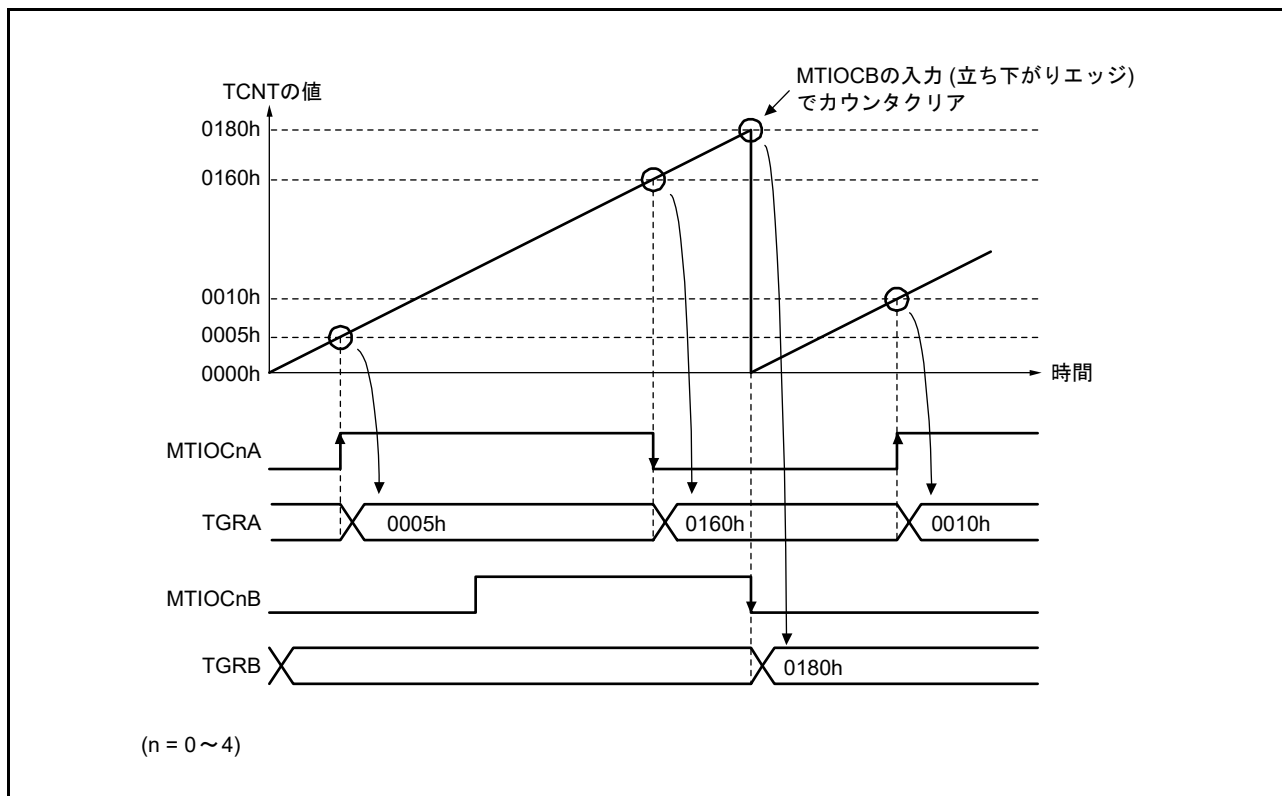 MTIOCBの入力 (立ち下がりエッジ)
でカウンタクリア
TCNTの値
0180h
0160h
0010h
0005h
0000h
時間
MTIOCnA
TGRA
0005h
0160h
0010h
MTIOCnB
TGRB
0180h
(n = 0～4)